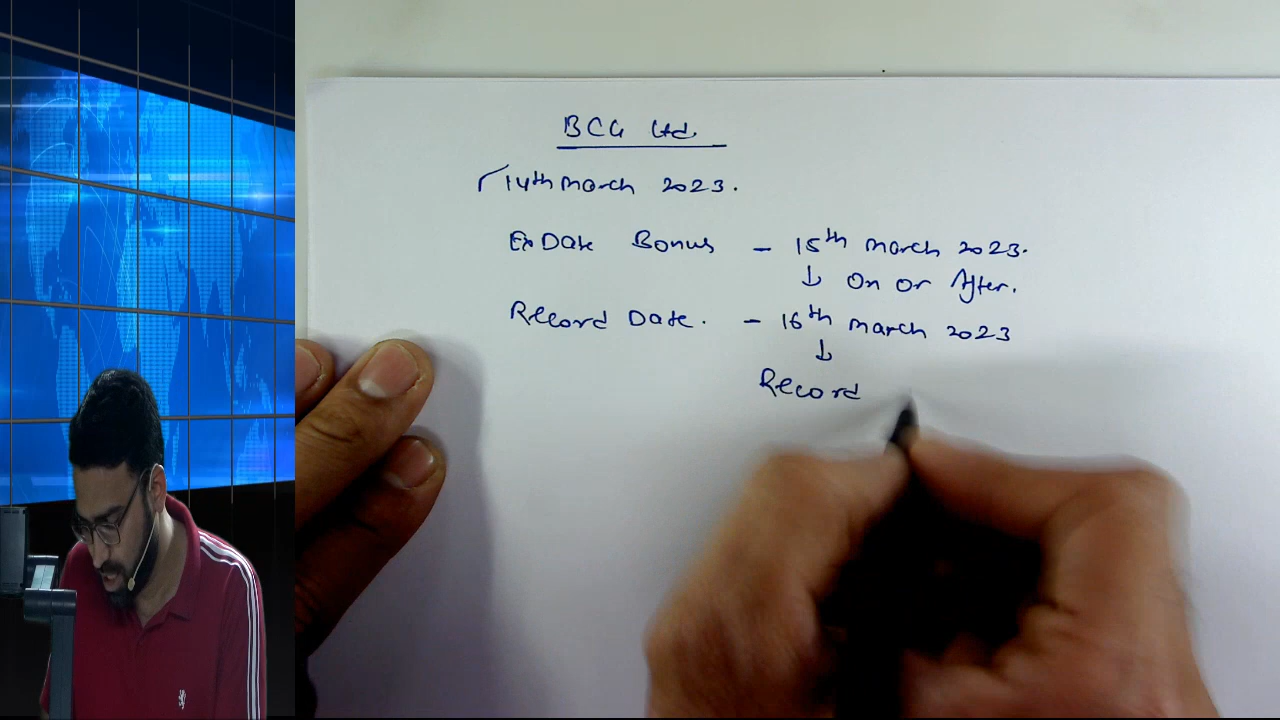 BCG Ltd.
14th march 2023.
Ex Date Bonus - 15th march 2023.
↓ On or After.
Record Date. - 16th march 2023
↓
Record